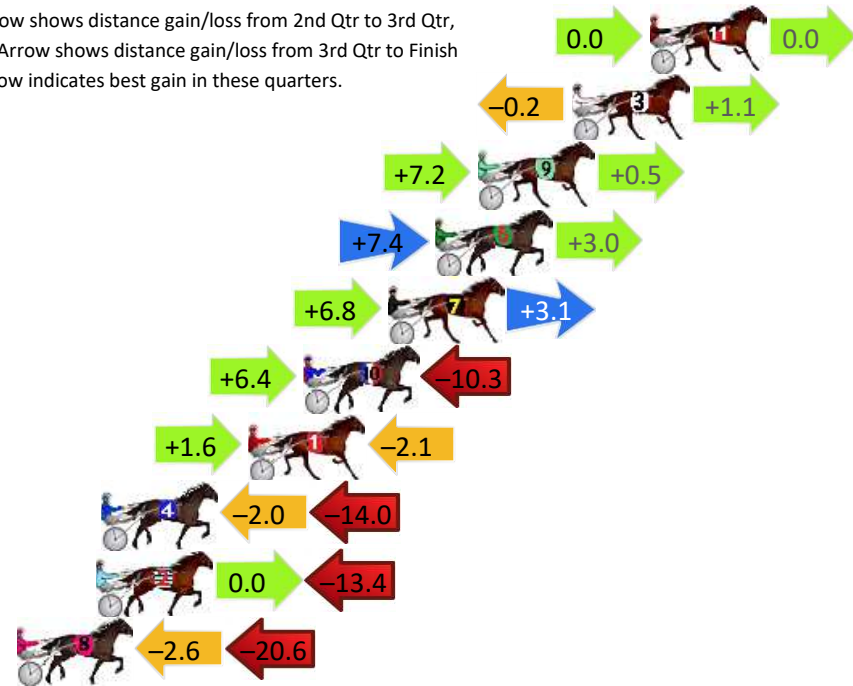 ow shows distance gain/loss from 2nd Qtr to 3rd Qtr,
Arrow shows distance gain/loss from 3rd Qtr to Finish
ow indicates best gain in these quarters.
0.0 11 0.0
–0.2 3 +1.1
+7.2 9 +0.5
+7.4 +3.0
+6.8 7 +3.1
+6.4 10 –10.3
+1.6 1 –2.1
4 –2.0 –14.0
2 0.0 –13.4
8 –2.6 –20.6